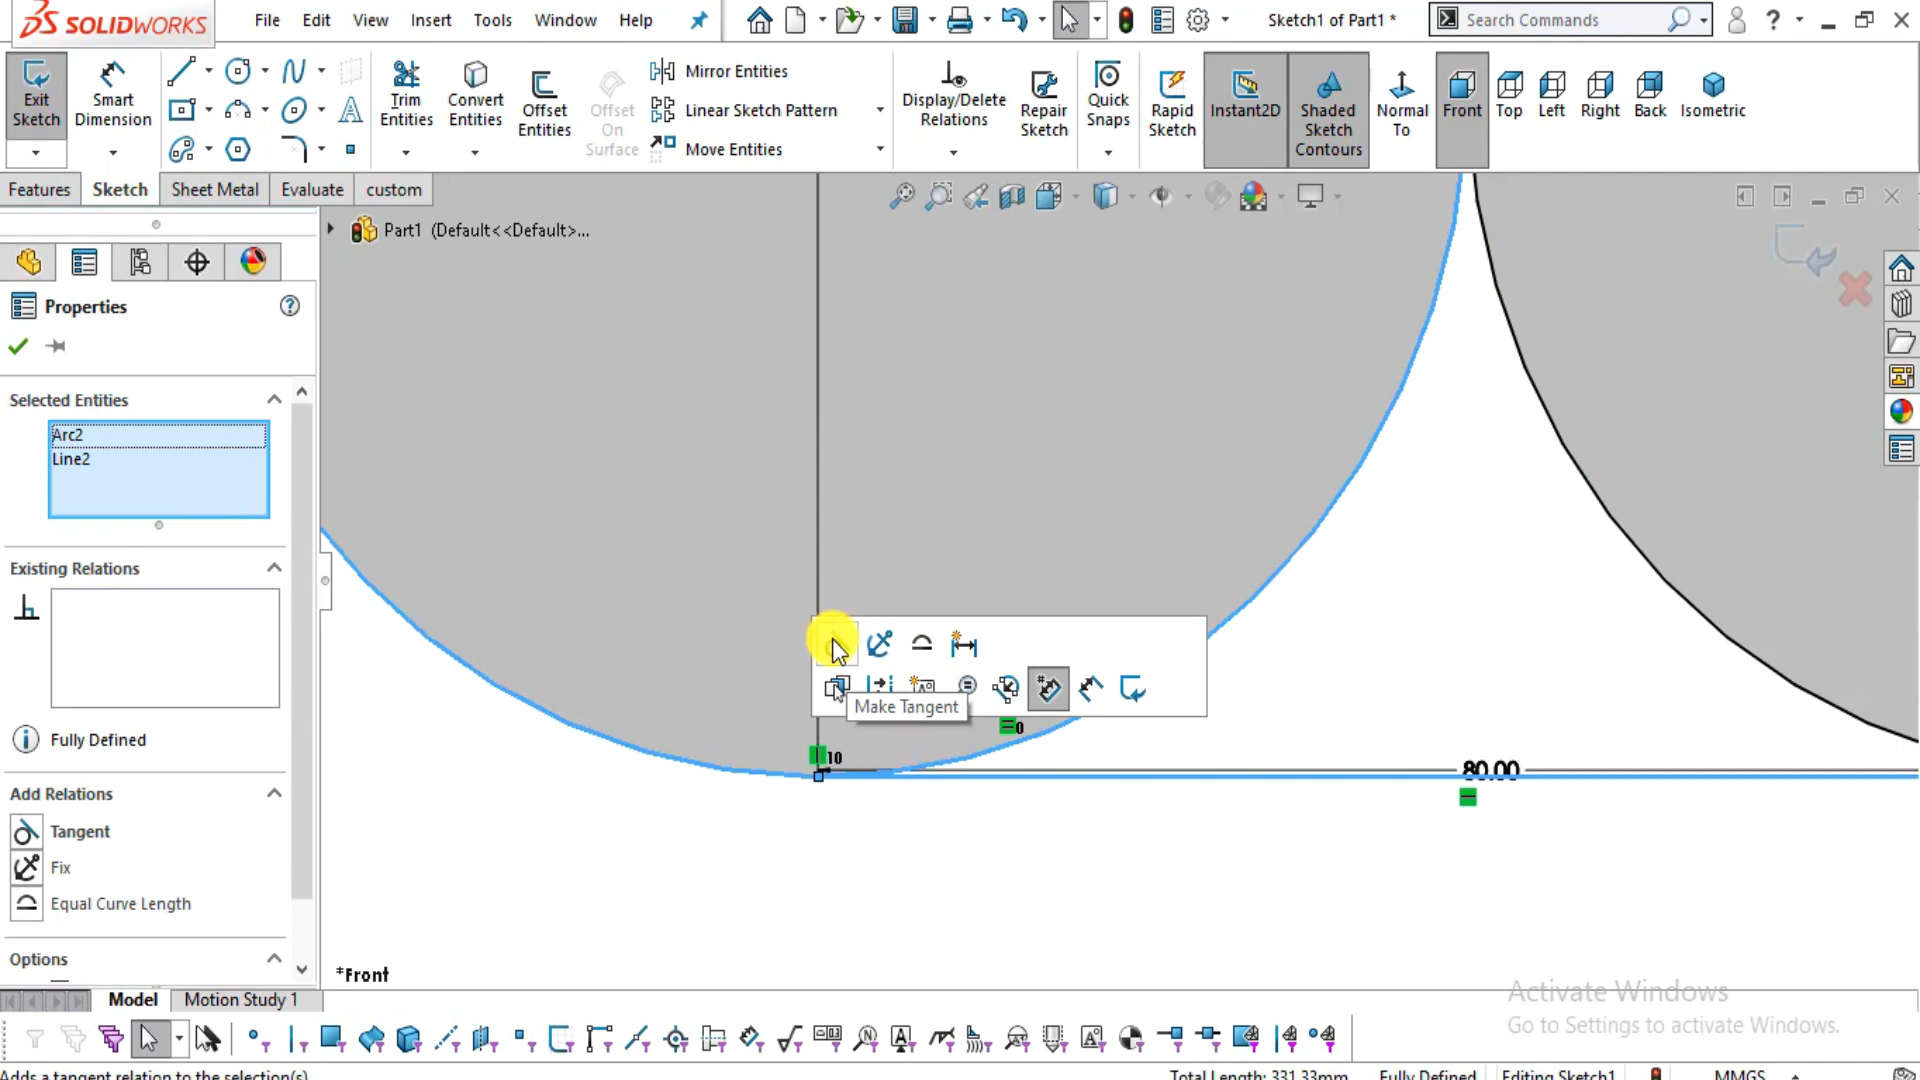 SOLIDWORKS
File Edit View Insert Tools Window Help
Sketch1 of Part1 *
Search Commands
Exit Sketch
Smart Dimension
Trim Entities
Convert Entities
Offset Entities
Offset On Surface
Mirror Entities
Linear Sketch Pattern
Move Entities
Display/Delete Relations
Repair Sketch
Quick Snaps
Rapid Sketch
Instant2D
Shaded Sketch Contours
Normal To
Front
Top
Left
Right
Back
Isometric
Features Sketch Sheet Metal Evaluate custom
Part1 (Default<<Default>...
Properties
Selected Entities
Arc2
Line2
Existing Relations
Fully Defined
Add Relations
Tangent
Fix
Equal Curve Length
Options
Make Tangent
0
10
80.00
*Front
Activate Windows
Go to Settings to activate Windows.
Model Motion Study 1
Adds a tangent relation to the selection(s)
Total Length: 331.33mm Fully Defined Editing Sketch1 MMGS